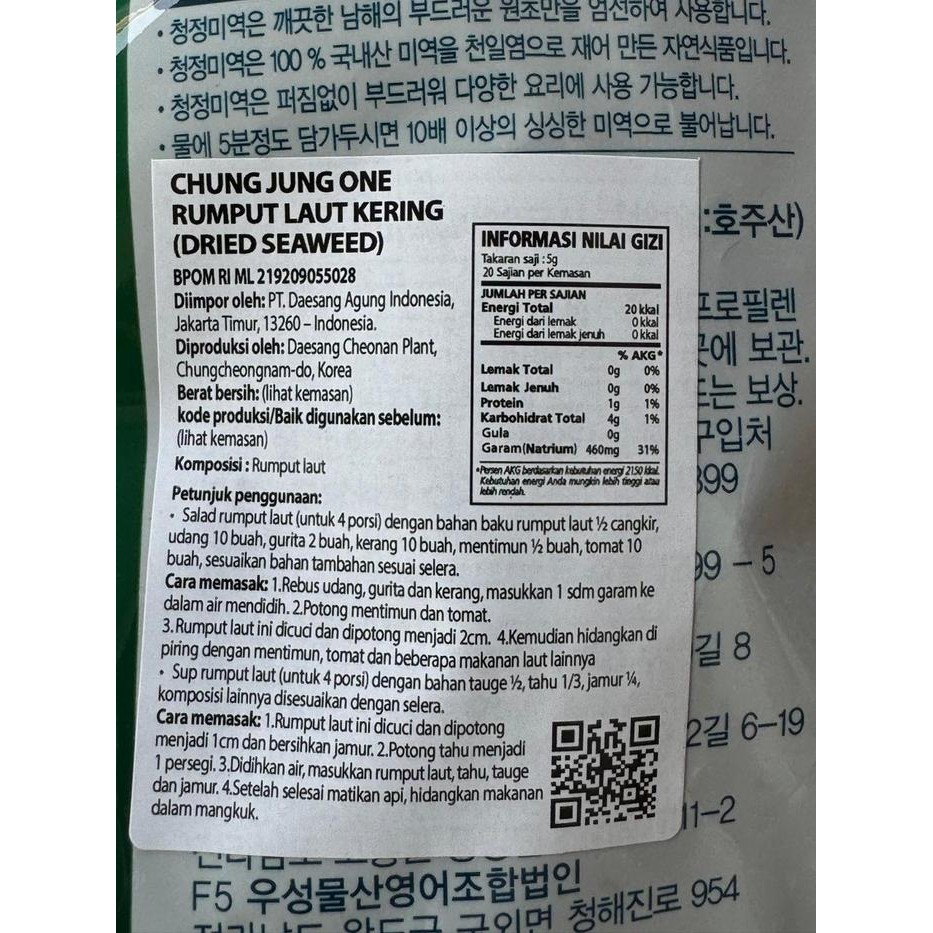 · 청정미역은 깨끗한 남해의 부드러운 원초만을 엄선하여 사용합니다.
· 청정미역은 100 % 국내산 미역을 천일염으로 재어 만든 자연식품입니다.
· 청정미역은 퍼짐없이 부드러워 다양한 요리에 사용 가능합니다.
· 물에 5분정도 담가두시면 10배 이상의 싱싱한 미역으로 불어납니다.
CHUNG JUNG ONE
RUMPUT LAUT KERING
(DRIED SEAWEED)
BPOM RI ML 219209055028
Diimpor oleh: PT. Daesang Agung Indonesia,
Jakarta Timur, 13260 – Indonesia.
Diproduksi oleh: Daesang Cheonan Plant,
Chungcheongnam-do, Korea
Berat bersih: (lihat kemasan)
kode produksi/Baik digunakan sebelum:
(lihat kemasan)
Komposisi : Rumput laut
INFORMASI NILAI GIZI
Takaran saji : 5g
20 Sajian per Kemasan
JUMLAH PER SAJIAN
Energi Total 20 kkal
Energi dari lemak 0 kkal
Energi dari lemak jenuh 0 kkal
% AKG*
Lemak Total 0g 0%
Lemak Jenuh 0g 0%
Protein 1g 1%
Karbohidrat Total 4g 1%
Gula 0g
Garam(Natrium) 460mg 31%
*Persen AKG berdasarkan kebutuhan energi 2150 kkal.
Kebutuhan energi Anda mungkin lebih tinggi atau
lebih rendah.
Petunjuk penggunaan:
· Salad rumput laut (untuk 4 porsi) dengan bahan baku rumput laut ½ cangkir,
udang 10 buah, gurita 2 buah, kerang 10 buah, mentimun ½ buah, tomat 10
buah, sesuaikan bahan tambahan sesuai selera.
Cara memasak: 1.Rebus udang, gurita dan kerang, masukkan 1 sdm garam ke
dalam air mendidih. 2.Potong mentimun dan tomat.
3.Rumput laut ini dicuci dan dipotong menjadi 2cm. 4.Kemudian hidangkan di
piring dengan mentimun, tomat dan beberapa makanan laut lainnya
· Sup rumput laut (untuk 4 porsi) dengan bahan tauge ½, tahu 1/3, jamur ¼,
komposisi lainnya disesuaikan dengan selera.
Cara memasak: 1.Rumput laut ini dicuci dan dipotong
menjadi 1cm dan bersihkan jamur. 2.Potong tahu menjadi
1 persegi. 3.Didihkan air, masukkan rumput laut, tahu, tauge
dan jamur. 4.Setelah selesai matikan api, hidangkan makanan
dalam mangkuk.
:호주산)
프로필렌
곳에 보관.
또는 보상.
구입처
399
99 – 5
길 8
2길 6–19
11–2
F5 우성물산영어조합법인
전라남도 완도군 군외면 청해진로 954